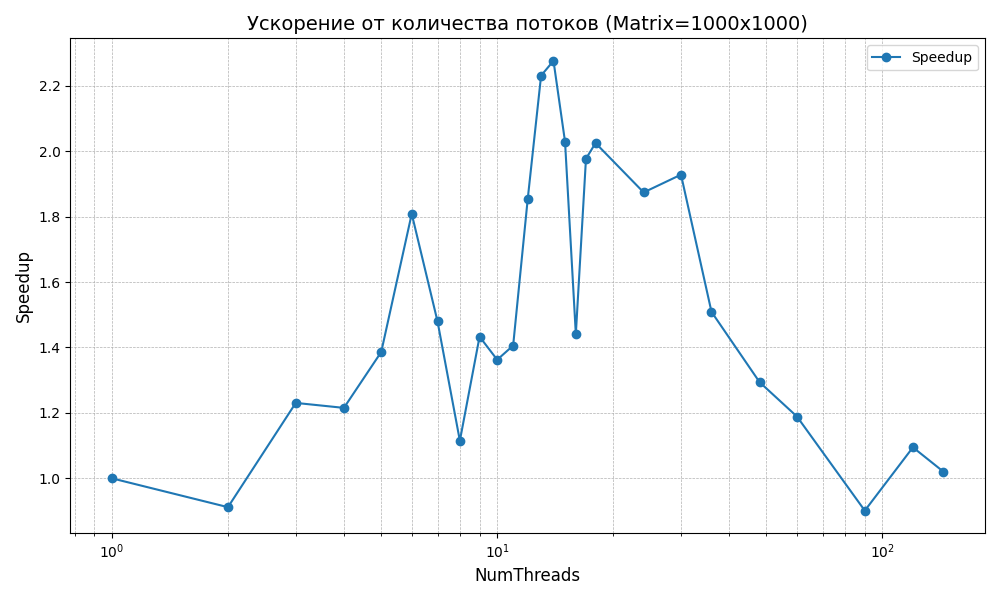 Ускорение от количества потоков (Matrix=1000x1000)
Speedup
2.2
2.0
1.8
1.6
1.4
1.2
1.0
Speedup
10⁰
10¹
10²
NumThreads